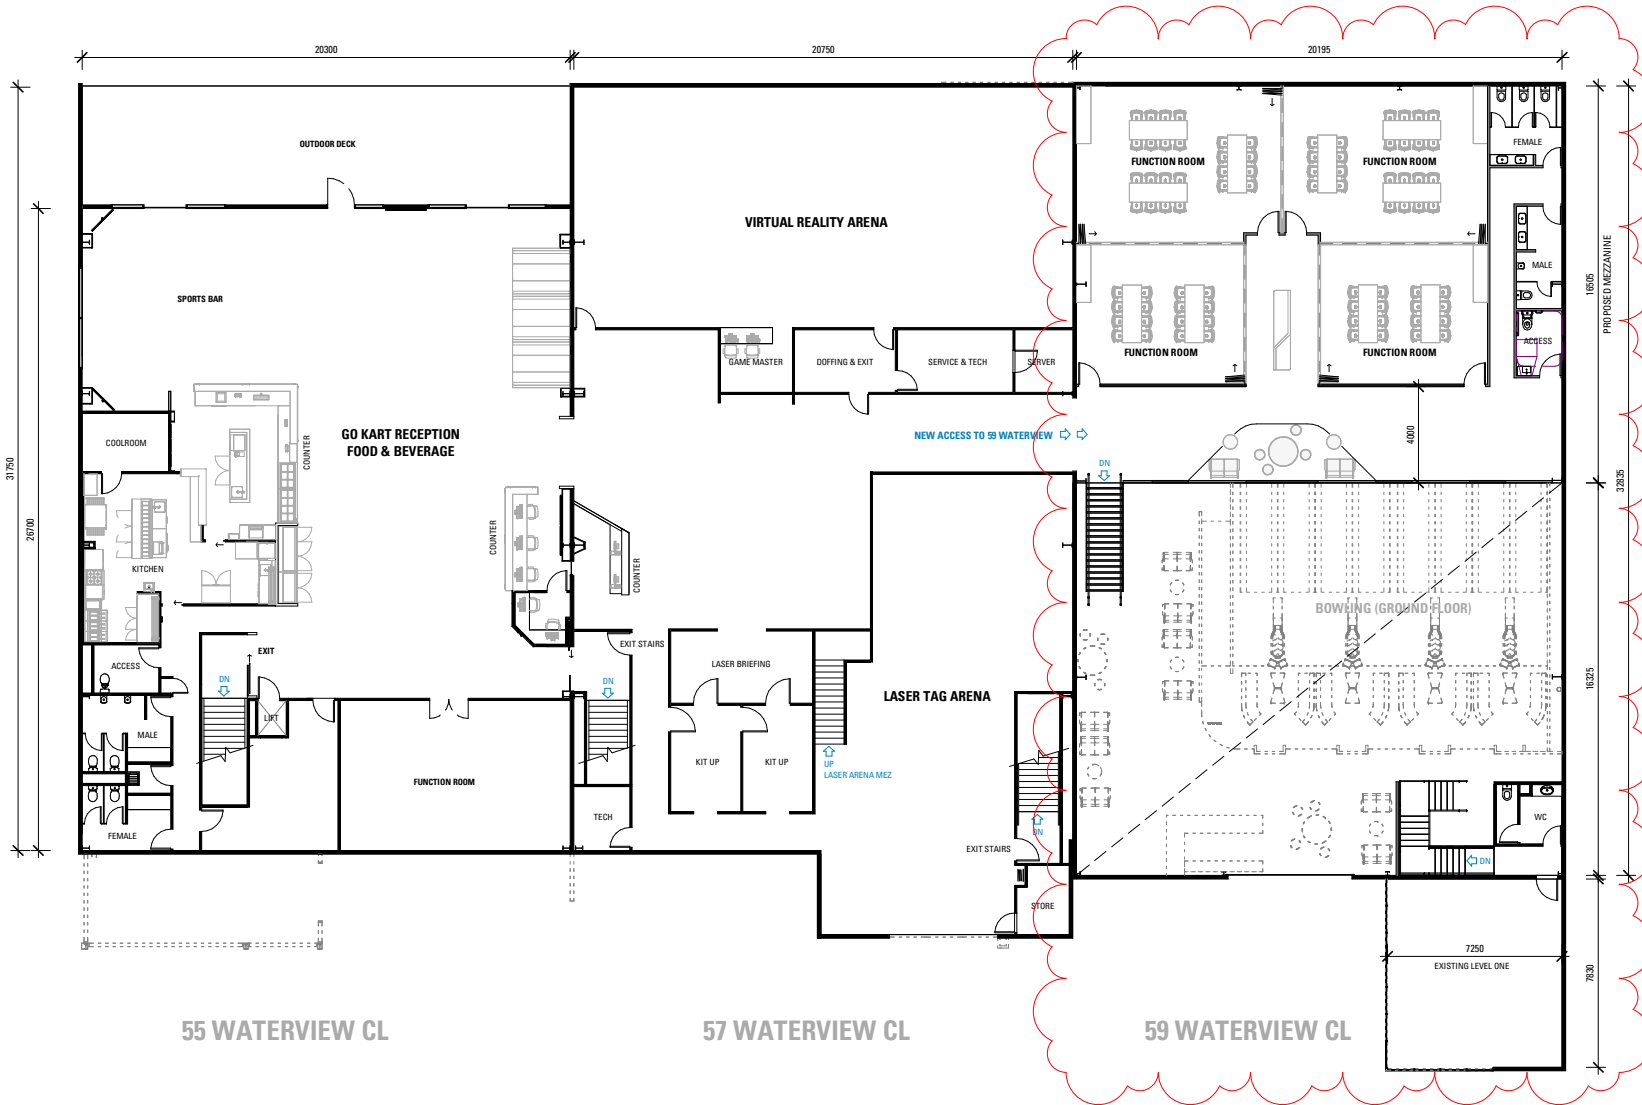 20300
20750
20195
OUTDOOR DECK
FUNCTION ROOM
FUNCTION ROOM
FEMALE
VIRTUAL REALITY ARENA
SPORTS BAR
MALE
16505
PROPOSED MEZZANINE
GAME MASTER
DOFFING & EXIT
SERVICE & TECH
SERVER
FUNCTION ROOM
FUNCTION ROOM
ACCESS
GO KART RECEPTION
FOOD & BEVERAGE
COOLROOM
COUNTER
NEW ACCESS TO 59 WATERVIEW
4000
DN
31750
26700
32835
COUNTER
COUNTER
KITCHEN
BOWLING (GROUND FLOOR)
EXIT
EXIT STAIRS
ACCESS
LASER BRIEFING
DN
DN
LASER TAG ARENA
16325
LIFT
MALE
KIT UP
KIT UP
UP
LASER ARENA MEZ
FUNCTION ROOM
TECH
WC
FEMALE
DN
EXIT STAIRS
DN
STORE
7250
EXISTING LEVEL ONE
7830
55 WATERVIEW CL
57 WATERVIEW CL
59 WATERVIEW CL